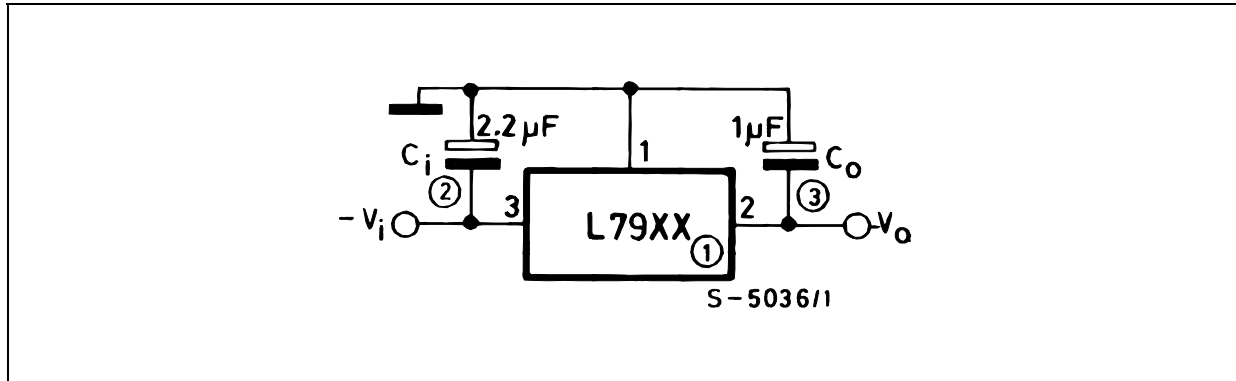 2.2μF
1μF
Ci
1
Co
②
③
-Vi
3
L79XX
2
-Vo
①
S-5036/1